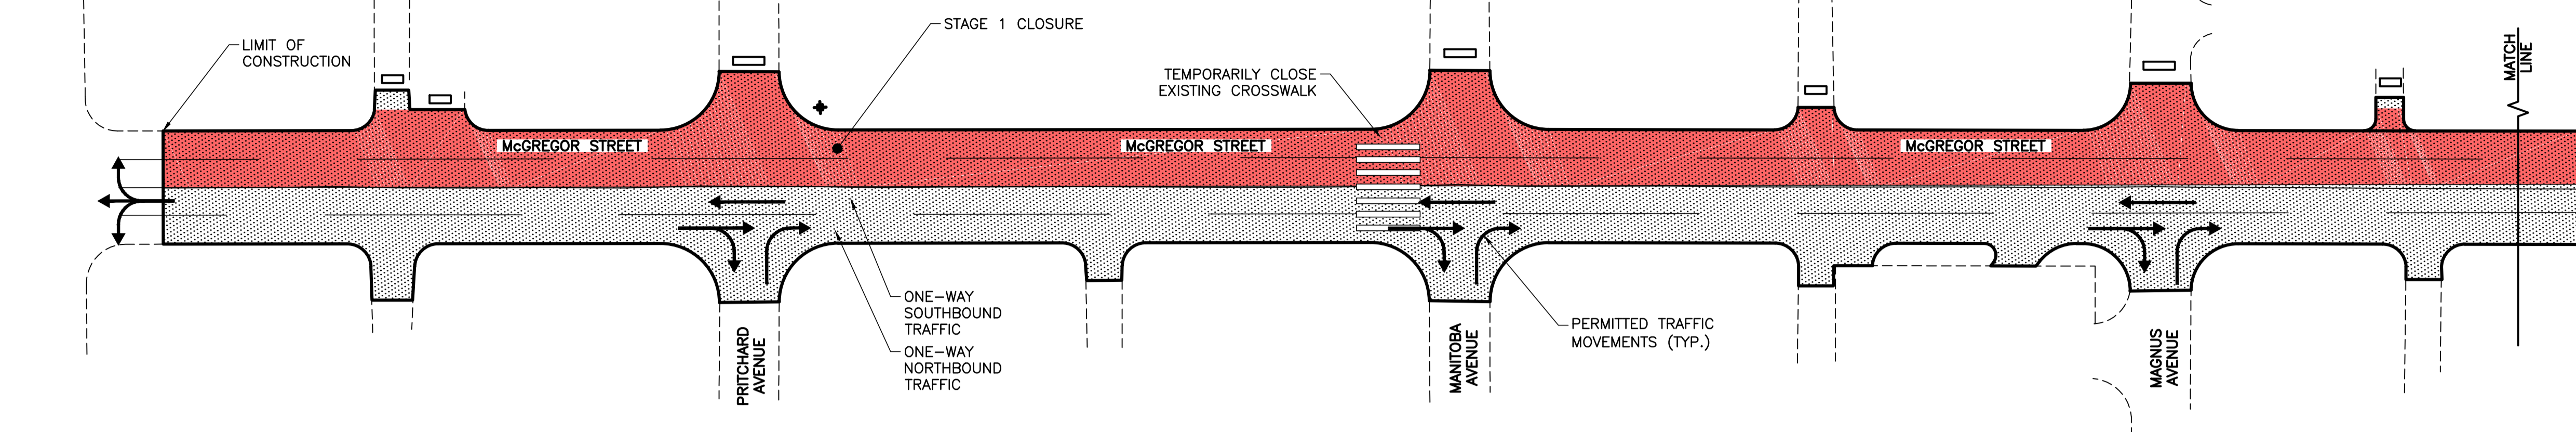 LIMIT OF
CONSTRUCTION
STAGE 1 CLOSURE
TEMPORARILY CLOSE
EXISTING CROSSWALK
MATCH
LINE
McGREGOR STREET
McGREGOR STREET
McGREGOR STREET
ONE-WAY
SOUTHBOUND
TRAFFIC
ONE-WAY
NORTHBOUND
TRAFFIC
PERMITTED TRAFFIC
MOVEMENTS (TYP.)
PRITCHARD
AVENUE
MANITOBA
AVENUE
MAGNUS
AVENUE